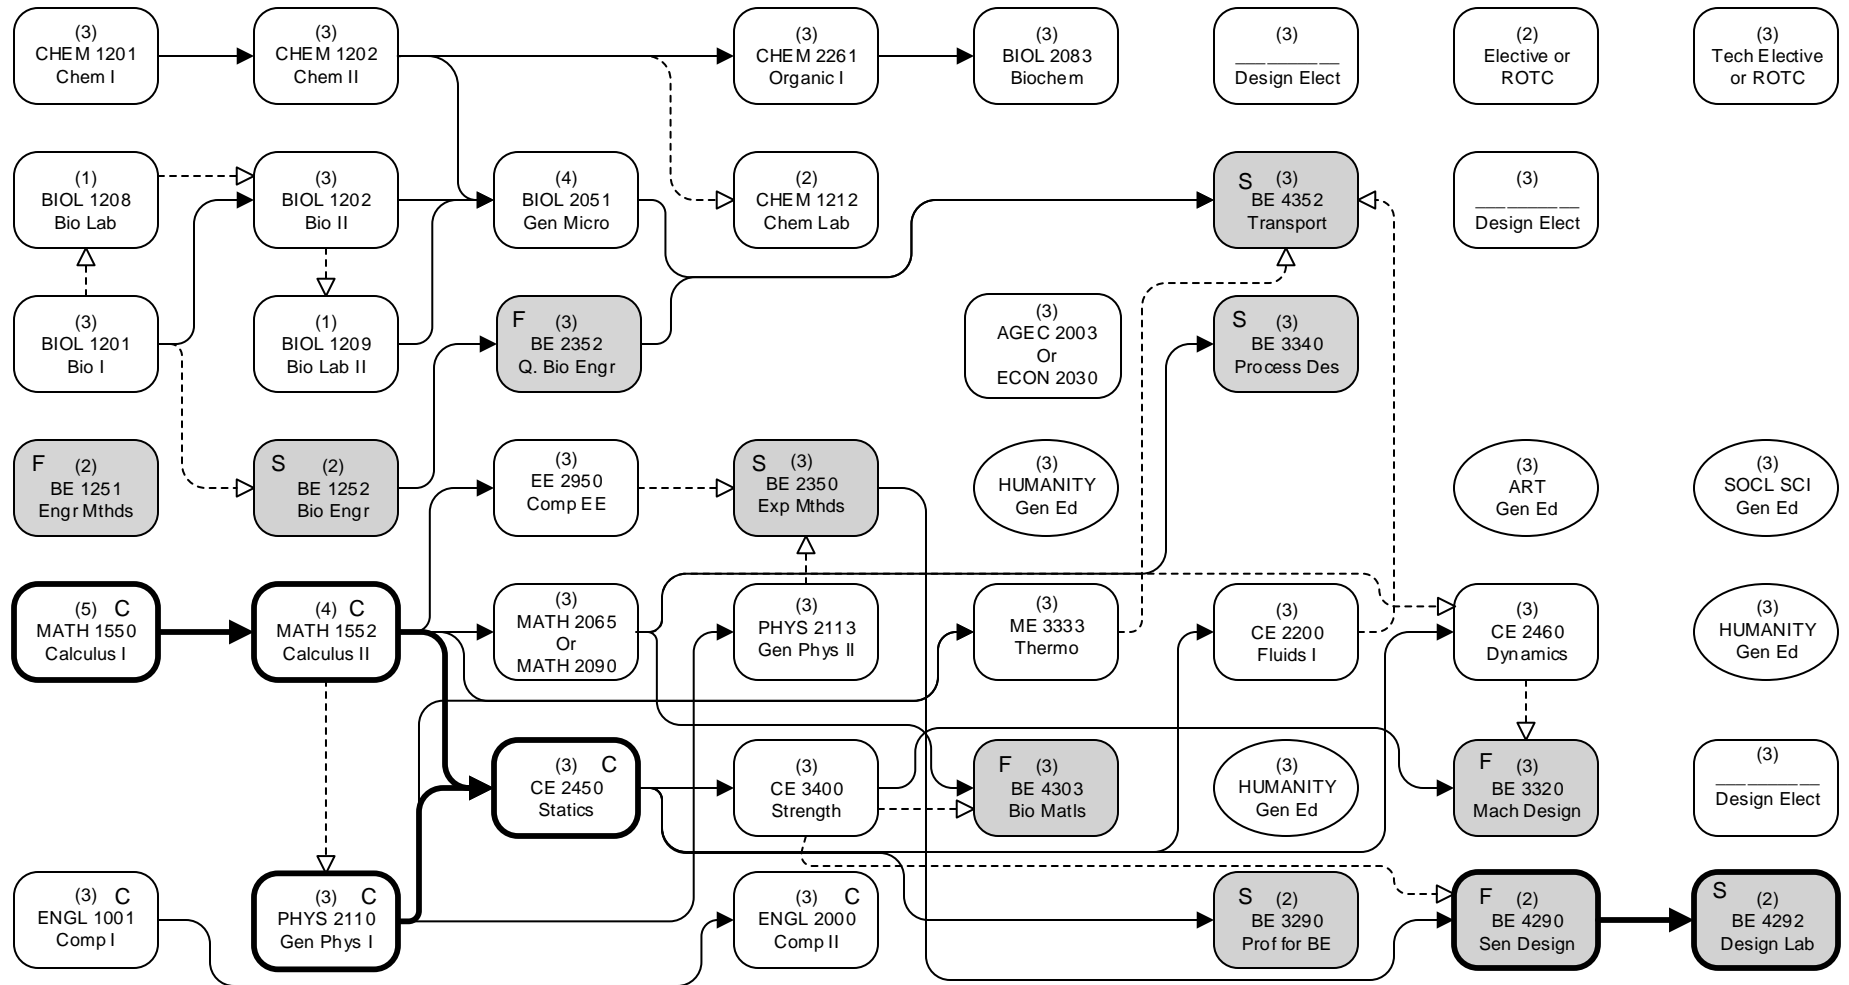 (3)
CHEM 1201
Chem I
(3)
CHEM 1202
Chem II
(3)
CHEM 2261
Organic I
(3)
BIOL 2083
Biochem
(3)
__________
Design Elect
(2)
Elective or
ROTC
(3)
Tech Elective
or ROTC
(1)
BIOL 1208
Bio Lab
(3)
BIOL 1202
Bio II
(4)
BIOL 2051
Gen Micro
(2)
CHEM 1212
Chem Lab
S (3)
BE 4352
Transport
(3)
__________
Design Elect
(3)
BIOL 1201
Bio I
(1)
BIOL 1209
Bio Lab II
F (3)
BE 2352
Q. Bio Engr
(3)
AGEC 2003
Or
ECON 2030
S (3)
BE 3340
Process Des
F (2)
BE 1251
Engr Mthds
S (2)
BE 1252
Bio Engr
(3)
EE 2950
Comp EE
S (3)
BE 2350
Exp Mthds
(3)
HUMANITY
Gen Ed
(3)
ART
Gen Ed
(3)
SOCL SCI
Gen Ed
(5) C
MATH 1550
Calculus I
(4) C
MATH 1552
Calculus II
(3)
MATH 2065
Or
MATH 2090
(3)
PHYS 2113
Gen Phys II
(3)
ME 3333
Thermo
(3)
CE 2200
Fluids I
(3)
CE 2460
Dynamics
(3)
HUMANITY
Gen Ed
(3) C
CE 2450
Statics
(3)
CE 3400
Strength
F (3)
BE 4303
Bio Matls
(3)
HUMANITY
Gen Ed
F (3)
BE 3320
Mach Design
(3)
__________
Design Elect
(3) C
ENGL 1001
Comp I
(3) C
PHYS 2110
Gen Phys I
(3) C
ENGL 2000
Comp II
S (2)
BE 3290
Prof for BE
F (2)
BE 4290
Sen Design
S (2)
BE 4292
Design Lab